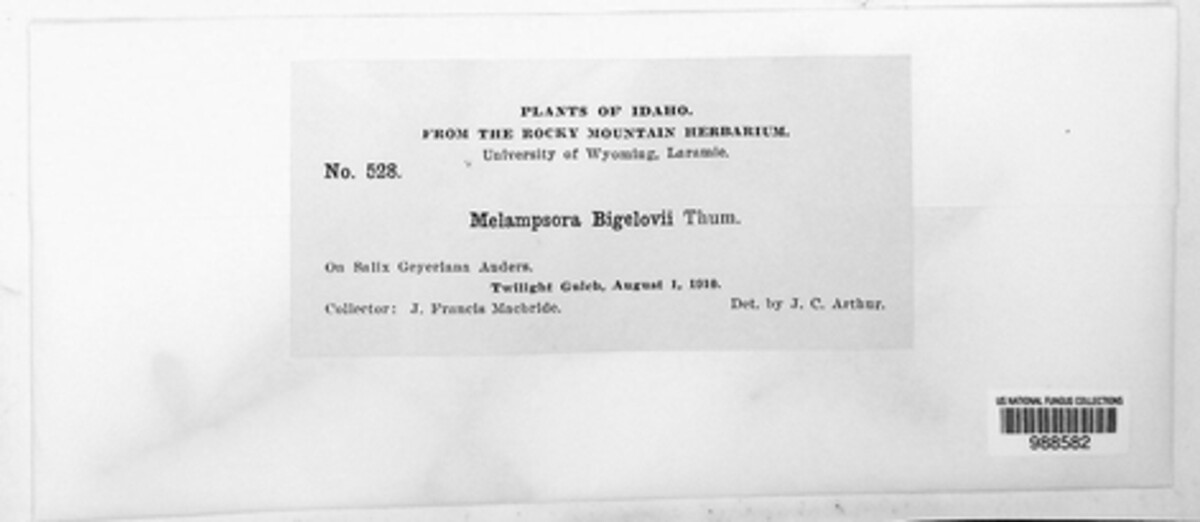 PLANTS OF IDAHO.
FROM THE ROCKY MOUNTAIN HERBARIUM.
University of Wyoming, Laramie.
No. 528.
Melampsora Bigelovii Thum.
On Salix Geyeriana Anders.
Twilight Gulch, August 1, 1910.
Collector: J. Francis Macbride.
Det. by J. C. Arthur.
US NATIONAL FUNGUS COLLECTIONS
988582